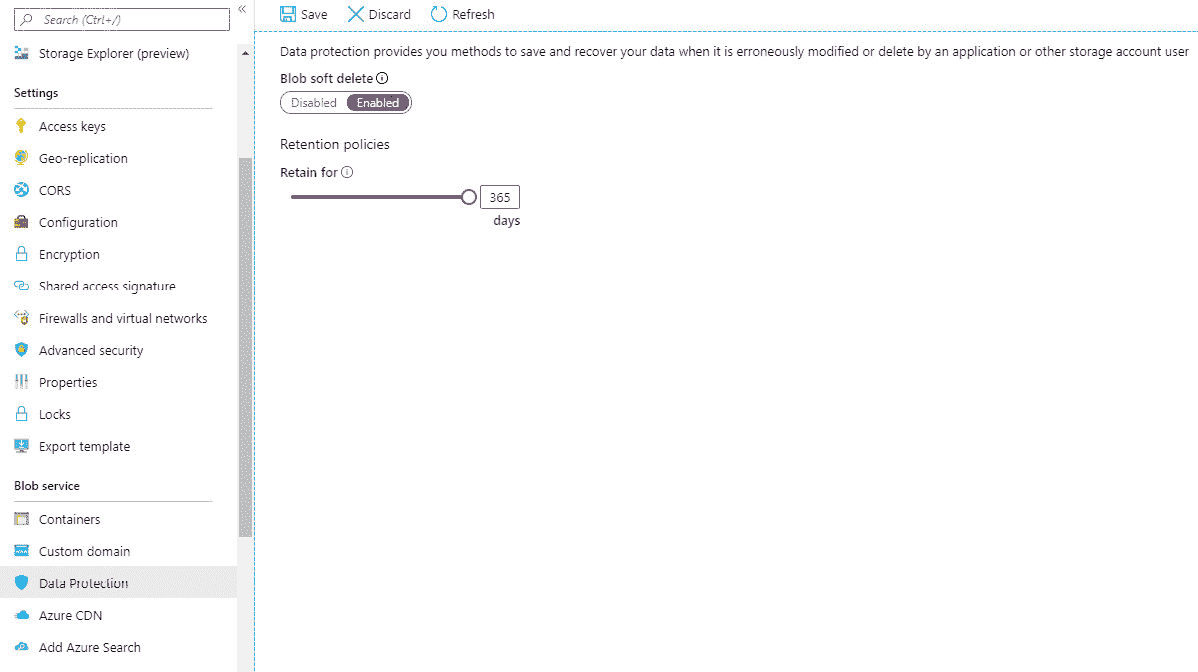 Search (Ctrl+/)
«
Storage Explorer (preview)
Settings
Access keys
Geo-replication
CORS
Configuration
Encryption
Shared access signature
Firewalls and virtual networks
Advanced security
Properties
Locks
Export template
Blob service
Containers
Custom domain
Data Protection
Azure CDN
Add Azure Search
Save Discard Refresh
Data protection provides you methods to save and recover your data when it is erroneously modified or delete by an application or other storage account user
Blob soft delete
Disabled Enabled
Retention policies
Retain for
365
days